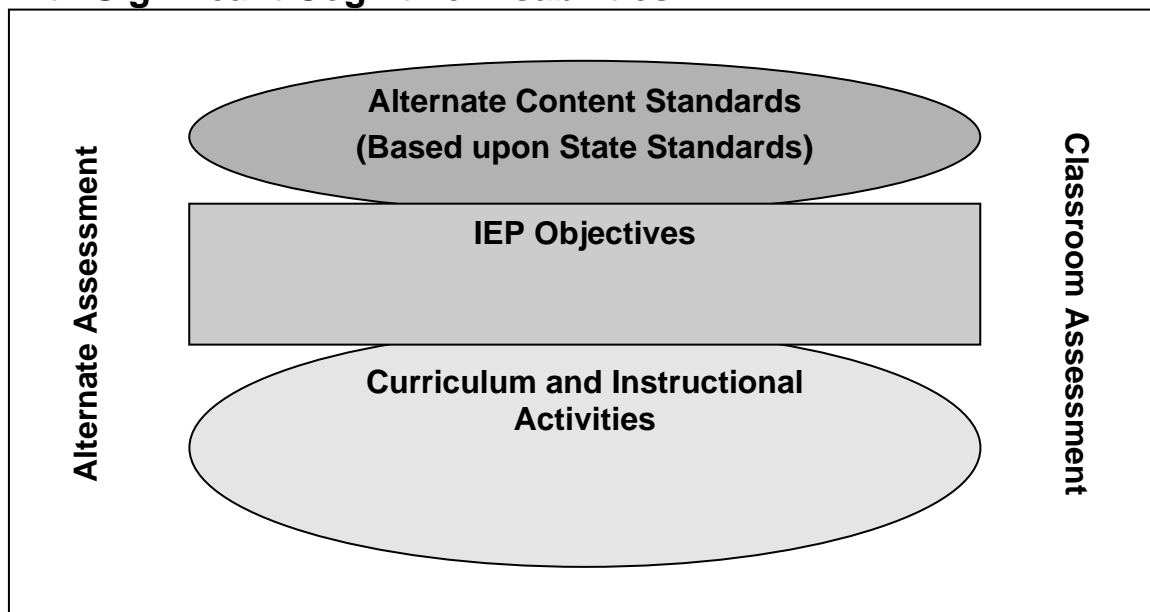 Alternate Content Standards
(Based upon State Standards)
IEP Objectives
Curriculum and Instructional
Activities
Alternate Assessment
Classroom Assessment